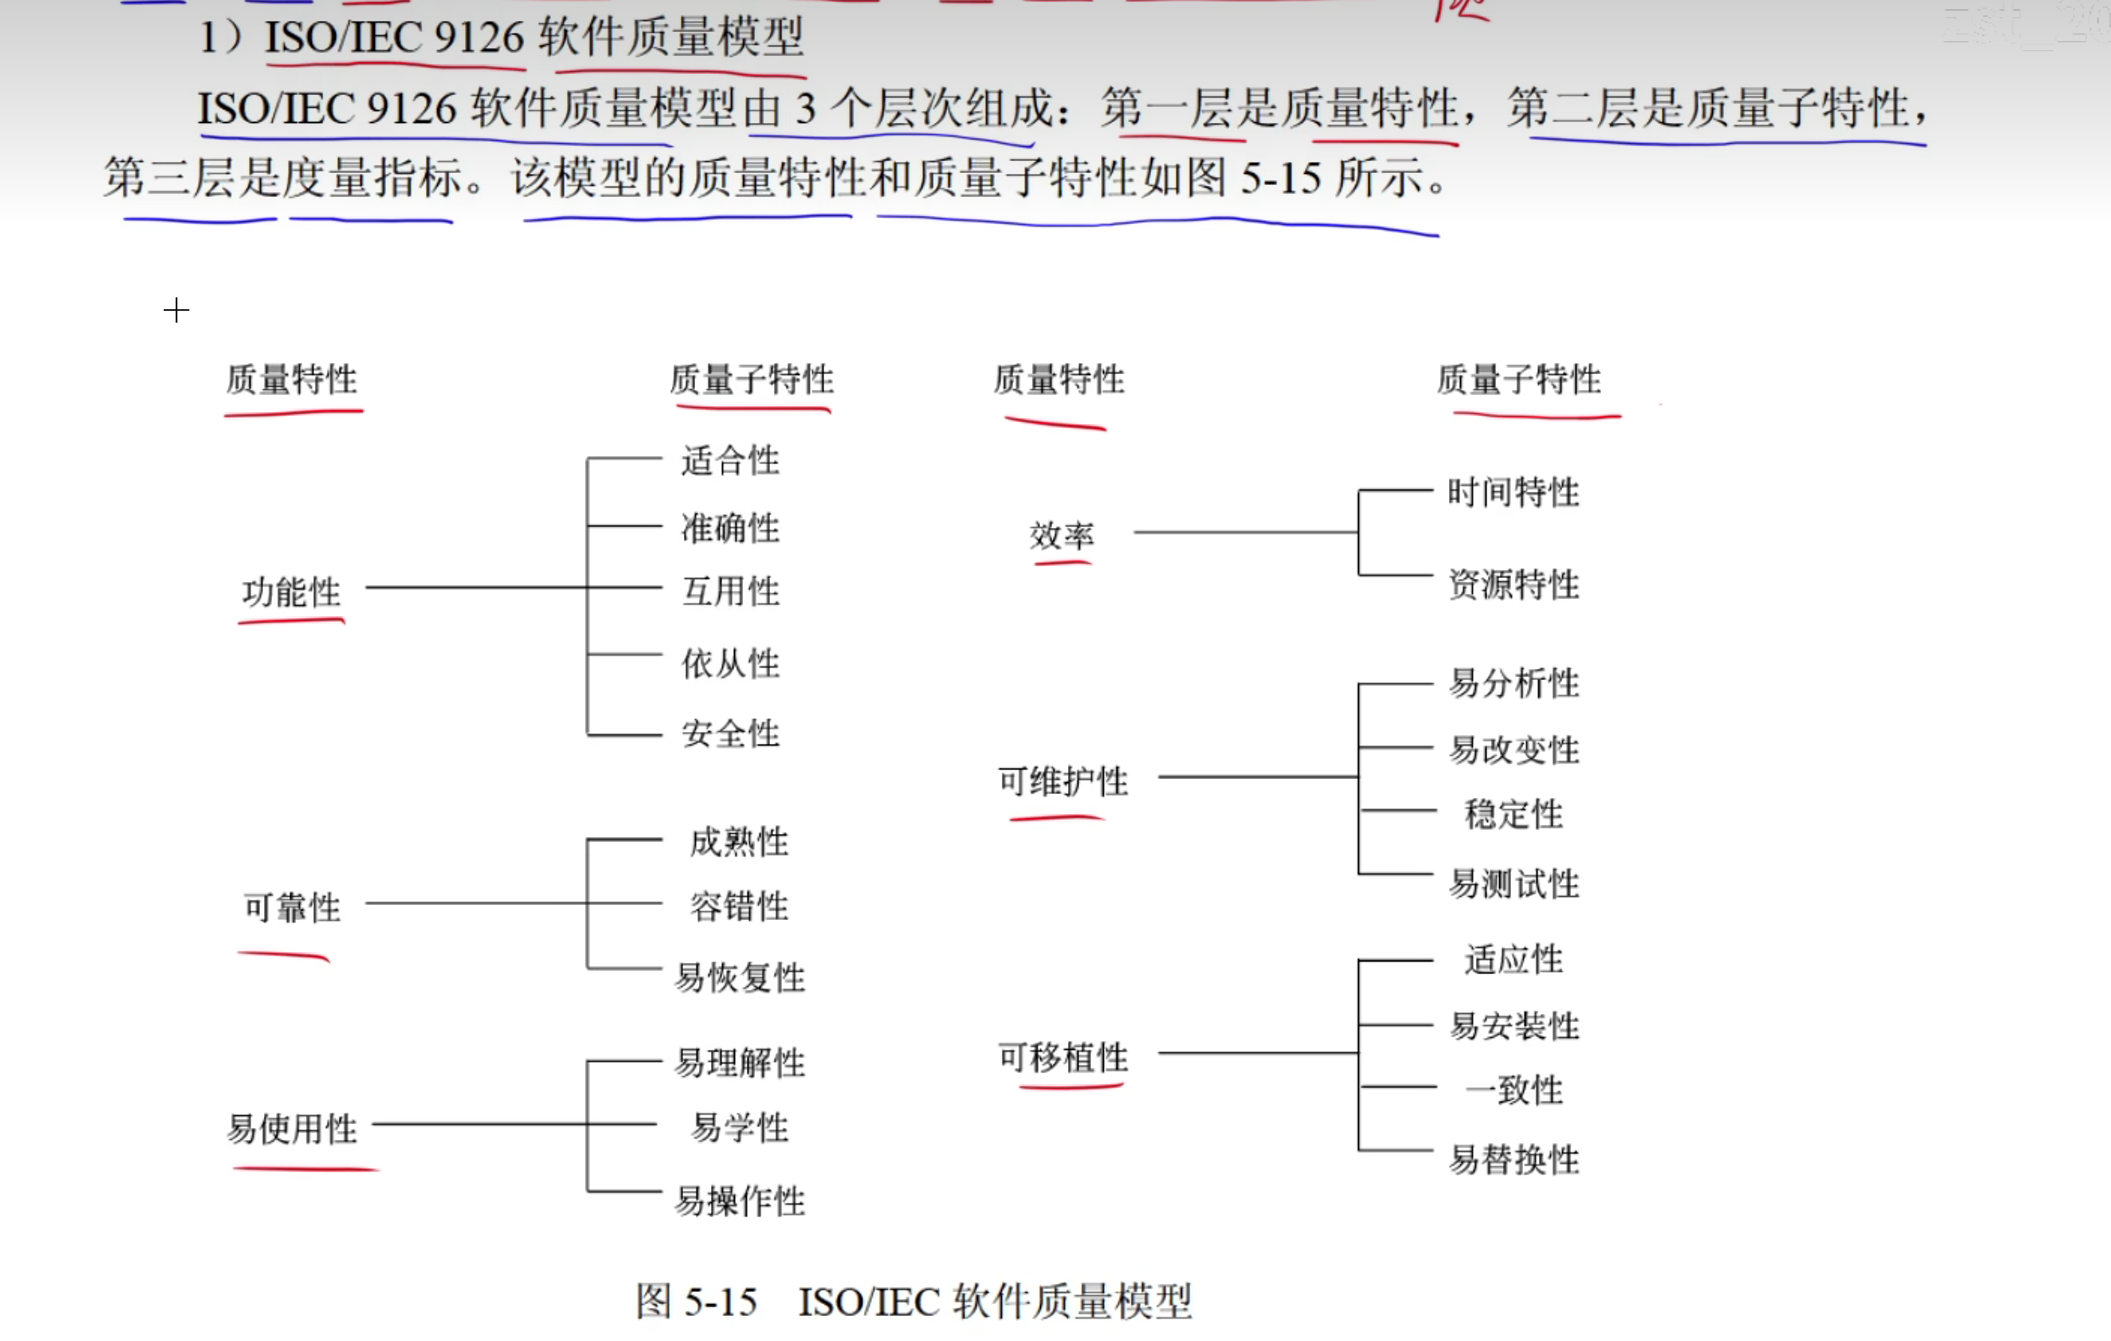 1）ISO/IEC 9126 软件质量模型
ISO/IEC 9126 软件质量模型由 3 个层次组成：第一层是质量特性，第二层是质量子特性，
第三层是度量指标。该模型的质量特性和质量子特性如图 5-15 所示。
质量特性 质量子特性 质量特性 质量子特性
适合性
准确性
功能性
互用性
依从性
安全性
成熟性
可靠性
容错性
易恢复性
易理解性
易使用性
易学性
易操作性
时间特性
效率
资源特性
易分析性
易改变性
可维护性
稳定性
易测试性
适应性
易安装性
可移植性
一致性
易替换性
图 5-15 ISO/IEC 软件质量模型